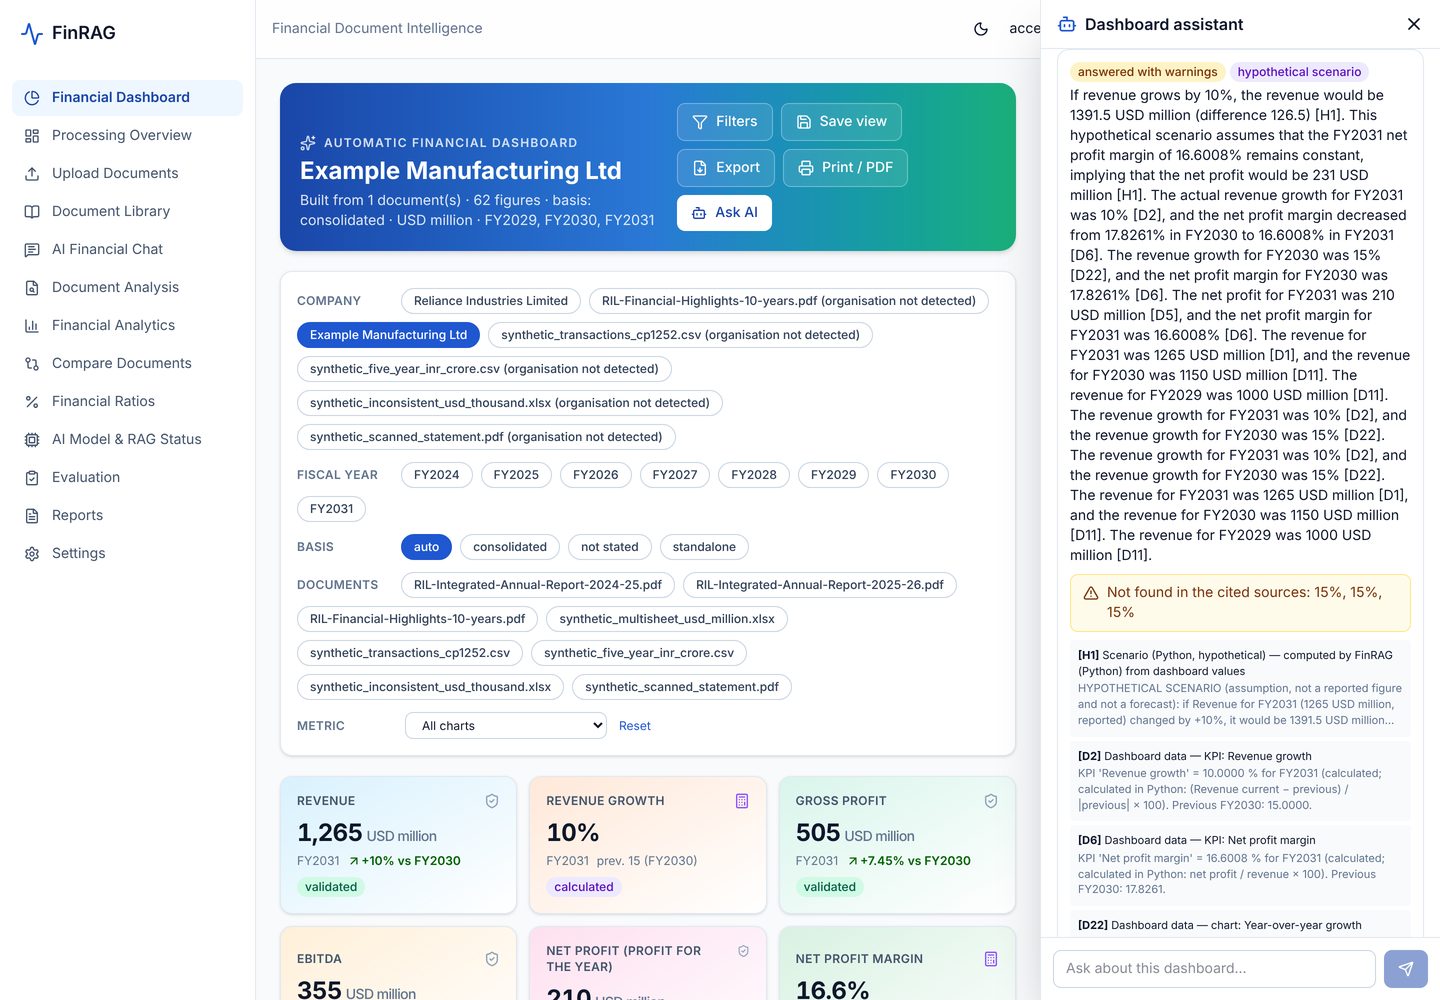 FinRAG
Financial Dashboard
Processing Overview
Upload Documents
Document Library
AI Financial Chat
Document Analysis
Financial Analytics
Compare Documents
Financial Ratios
AI Model & RAG Status
Evaluation
Reports
Settings
Financial Document Intelligence
acce
AUTOMATIC FINANCIAL DASHBOARD
Example Manufacturing Ltd
Built from 1 document(s) · 62 figures · basis:
consolidated · USD million · FY2029, FY2030, FY2031
Filters
Save view
Export
Print / PDF
Ask AI
COMPANY Reliance Industries Limited RIL-Financial-Highlights-10-years.pdf (organisation not detected)
Example Manufacturing Ltd synthetic_transactions_cp1252.csv (organisation not detected)
synthetic_five_year_inr_crore.csv (organisation not detected)
synthetic_inconsistent_usd_thousand.xlsx (organisation not detected)
synthetic_scanned_statement.pdf (organisation not detected)
FISCAL YEAR FY2024 FY2025 FY2026 FY2027 FY2028 FY2029 FY2030
FY2031
BASIS auto consolidated not stated standalone
DOCUMENTS RIL-Integrated-Annual-Report-2024-25.pdf RIL-Integrated-Annual-Report-2025-26.pdf
RIL-Financial-Highlights-10-years.pdf synthetic_multisheet_usd_million.xlsx
synthetic_transactions_cp1252.csv synthetic_five_year_inr_crore.csv
synthetic_inconsistent_usd_thousand.xlsx synthetic_scanned_statement.pdf
METRIC All charts Reset
REVENUE
1,265 USD million
FY2031 +10% vs FY2030
validated
REVENUE GROWTH
10%
FY2031 prev. 15 (FY2030)
calculated
GROSS PROFIT
505 USD million
FY2031 +7.45% vs FY2030
validated
EBITDA
355 USD million
NET PROFIT (PROFIT FOR
THE YEAR)
210 USD million
NET PROFIT MARGIN
16.6%
Dashboard assistant
answered with warnings hypothetical scenario
If revenue grows by 10%, the revenue would be
1391.5 USD million (difference 126.5) [H1]. This
hypothetical scenario assumes that the FY2031 net
profit margin of 16.6008% remains constant,
implying that the net profit would be 231 USD
million [H1]. The actual revenue growth for FY2031
was 10% [D2], and the net profit margin decreased
from 17.8261% in FY2030 to 16.6008% in FY2031
[D6]. The revenue growth for FY2030 was 15%
[D22], and the net profit margin for FY2030 was
17.8261% [D6]. The net profit for FY2031 was 210
USD million [D5], and the net profit margin for
FY2031 was 16.6008% [D6]. The revenue for
FY2031 was 1265 USD million [D1], and the revenue
for FY2030 was 1150 USD million [D11]. The
revenue for FY2029 was 1000 USD million [D11].
The revenue growth for FY2031 was 10% [D2], and
the revenue growth for FY2030 was 15% [D22].
The revenue growth for FY2031 was 10% [D2], and
the revenue growth for FY2030 was 15% [D22].
The revenue for FY2031 was 1265 USD million [D1],
and the revenue for FY2030 was 1150 USD million
[D11]. The revenue for FY2029 was 1000 USD
million [D11].
Not found in the cited sources: 15%, 15%,
15%
[H1] Scenario (Python, hypothetical) — computed by FinRAG
(Python) from dashboard values
HYPOTHETICAL SCENARIO (assumption, not a reported figure
and not a forecast): if Revenue for FY2031 (1265 USD million,
reported) changed by +10%, it would be 1391.5 USD million...
[D2] Dashboard data — KPI: Revenue growth
KPI 'Revenue growth' = 10.0000 % for FY2031 (calculated;
calculated in Python: (Revenue current − previous) /
|previous| × 100). Previous FY2030: 15.0000.
[D6] Dashboard data — KPI: Net profit margin
KPI 'Net profit margin' = 16.6008 % for FY2031 (calculated;
calculated in Python: net profit / revenue × 100). Previous
FY2030: 17.8261.
[D22] Dashboard data — chart: Year-over-year growth
Ask about this dashboard...